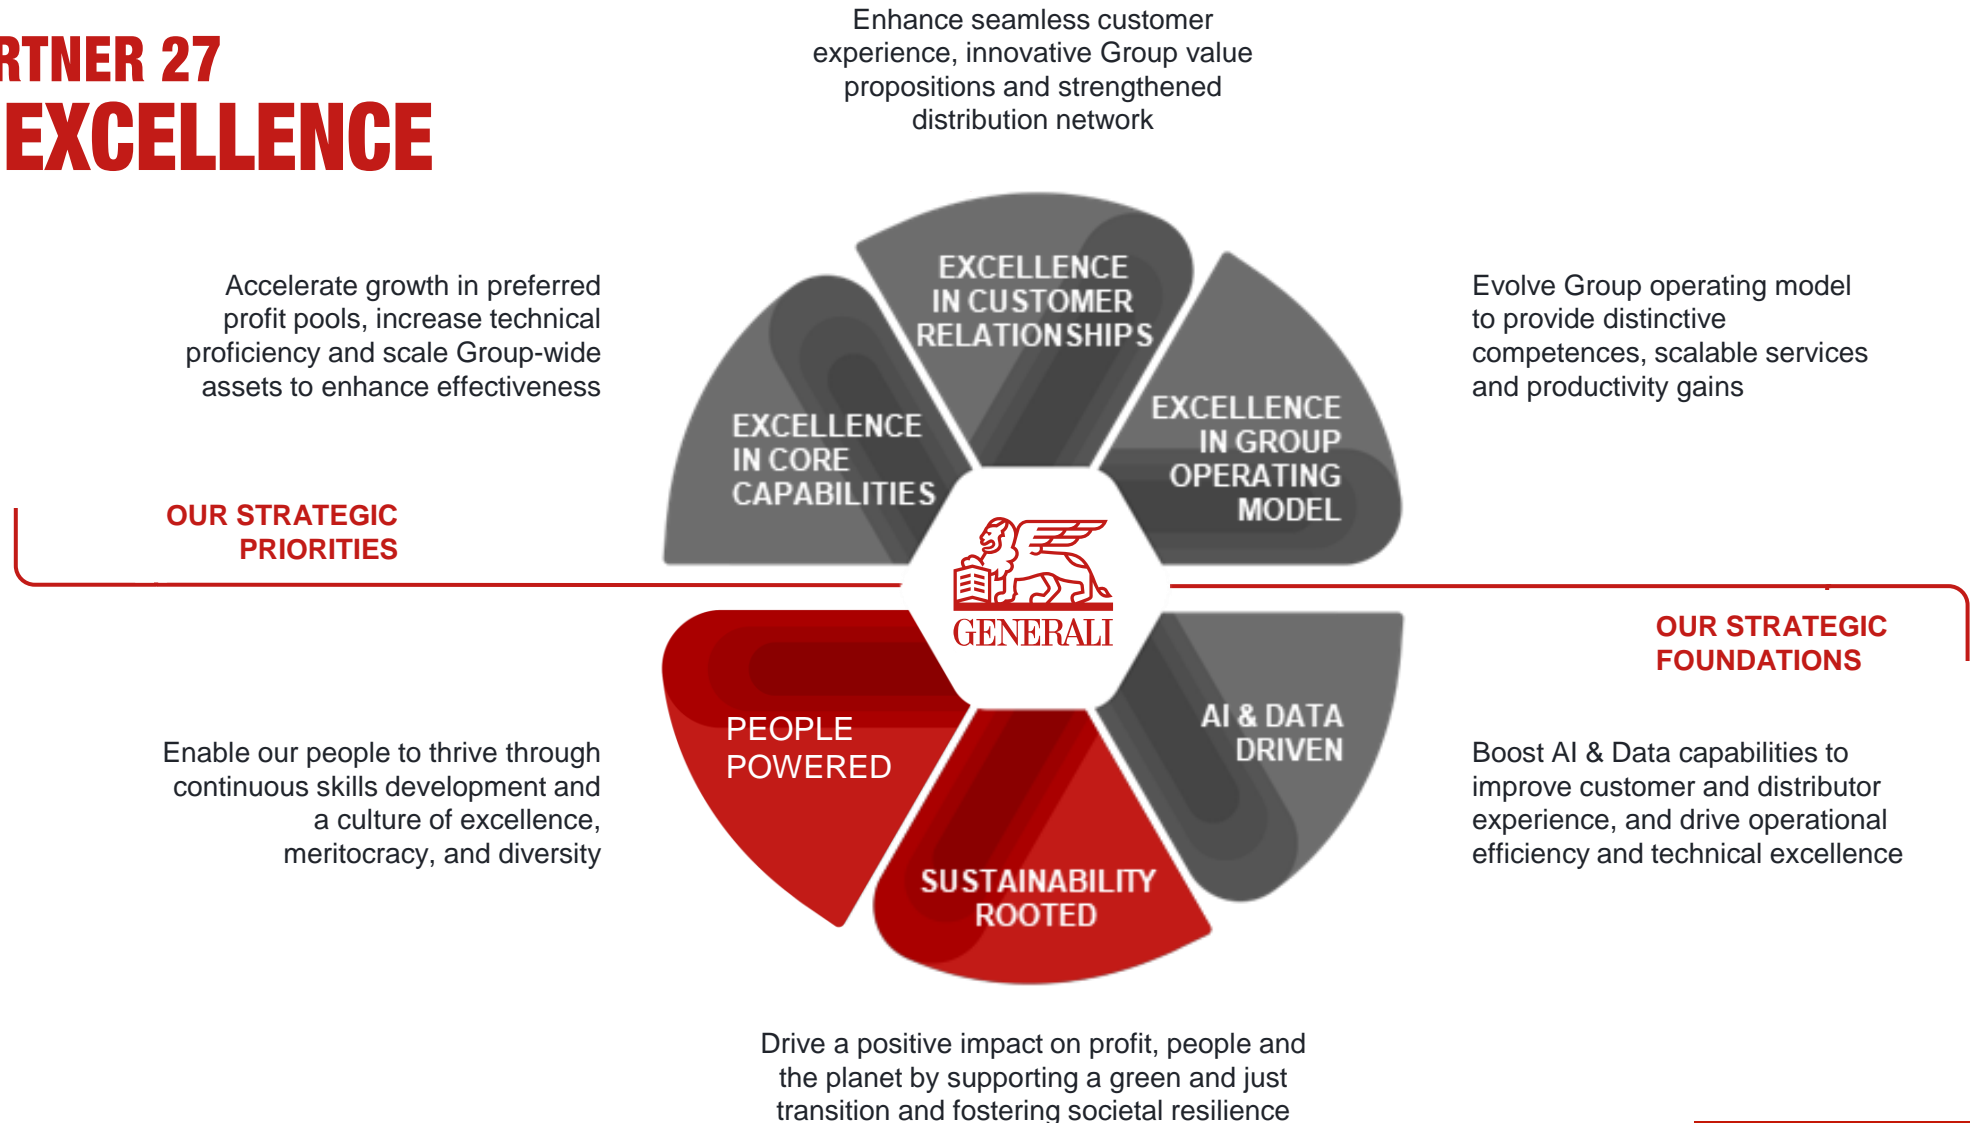 RTNER 27
EXCELLENCE
Enhance seamless customer
experience, innovative Group value
propositions and strengthened
distribution network
Accelerate growth in preferred
profit pools, increase technical
proficiency and scale Group-wide
assets to enhance effectiveness
EXCELLENCE
IN CUSTOMER
RELATIONSHIPS
Evolve Group operating model
to provide distinctive
competences, scalable services
and productivity gains
EXCELLENCE
IN CORE
CAPABILITIES
EXCELLENCE
IN GROUP
OPERATING
MODEL
OUR STRATEGIC
PRIORITIES
GENERALI
OUR STRATEGIC
FOUNDATIONS
PEOPLE
POWERED
AI & DATA
DRIVEN
Enable our people to thrive through
continuous skills development and
a culture of excellence,
meritocracy, and diversity
Boost AI & Data capabilities to
improve customer and distributor
experience, and drive operational
efficiency and technical excellence
SUSTAINABILITY
ROOTED
Drive a positive impact on profit, people and
the planet by supporting a green and just
transition and fostering societal resilience